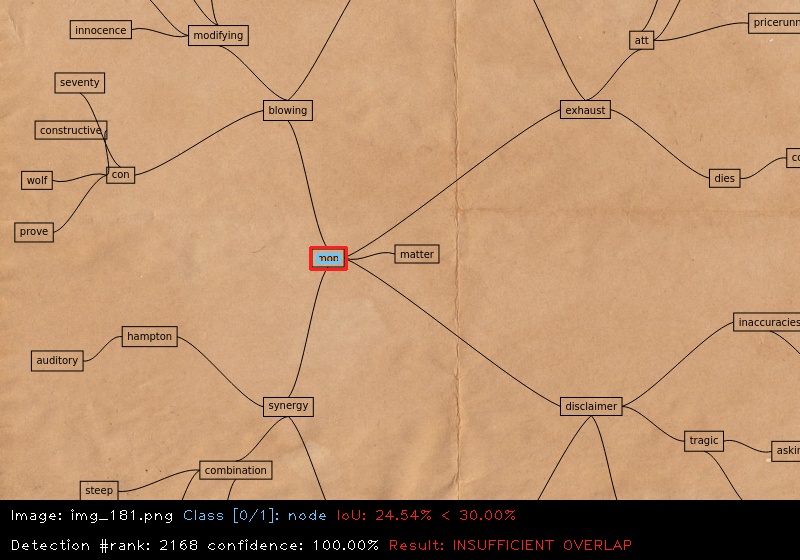 innocence
modifying
att
pricerunn
seventy
blowing
exhaust
constructive
wolf
con
dies
co
prove
matter
inaccuracies
hampton
auditory
synergy
disclaimer
tragic
askin
combination
steep
Image: img_181.png Class [0/1]: node IoU: 24.54% < 30.00%
Detection #rank: 2168 confidence: 100.00% Result: INSUFFICIENT OVERLAP